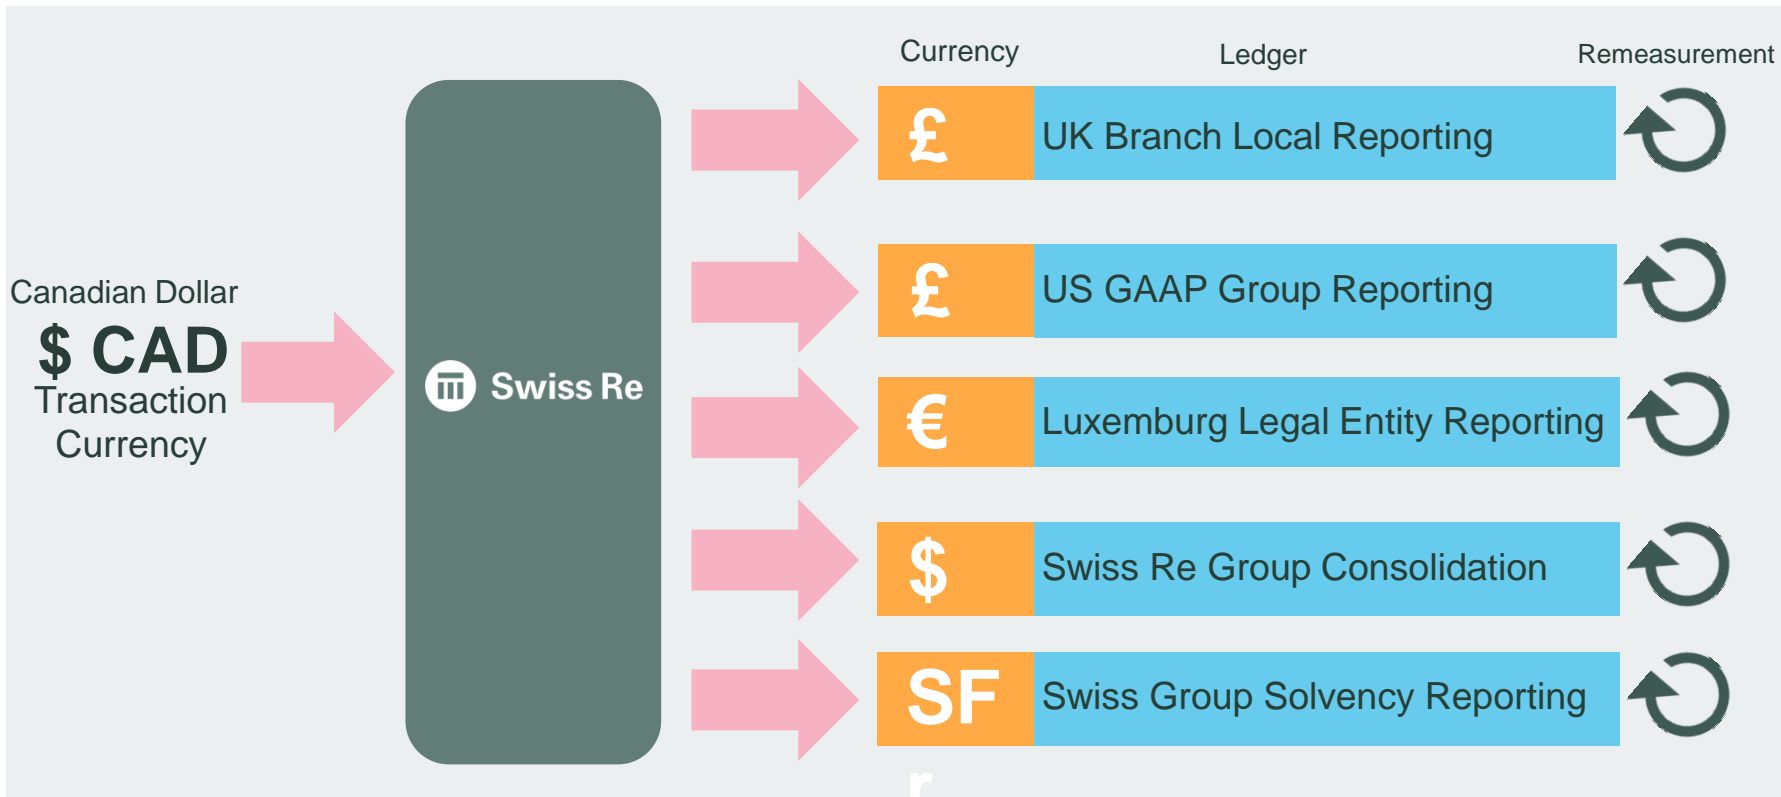 Currency Ledger Remeasurement
£ UK Branch Local Reporting
£ US GAAP Group Reporting
Canadian Dollar
$ CAD
Transaction
Currency
Swiss Re
€ Luxemburg Legal Entity Reporting
$ Swiss Re Group Consolidation
SF Swiss Group Solvency Reporting
r